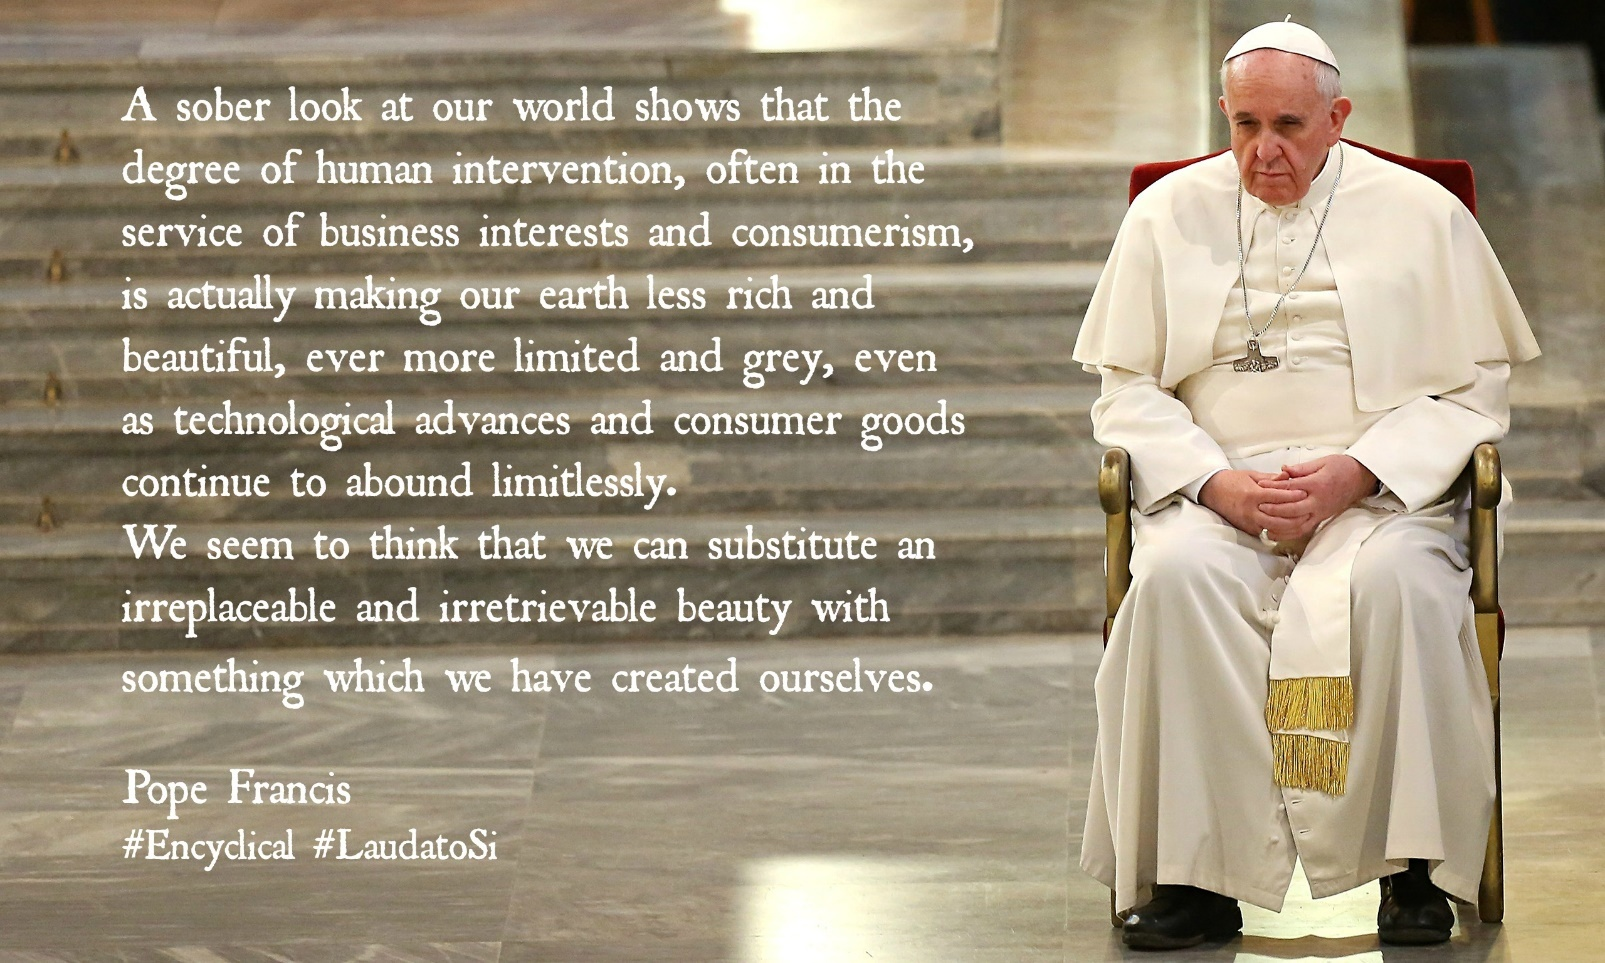 A sober look at our world shows that the
degree of human intervention, often in the
service of business interests and consumerism,
is actually making our earth less rich and
beautiful, ever more limited and grey, even
as technological advances and consumer goods
continue to abound limitlessly.
We seem to think that we can substitute an
irreplaceable and irretrievable beauty with
something which we have created ourselves.
Pope Francis
#Encyclical #LaudatoSi